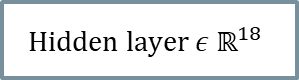 Hidden layer ϵ ℝ¹⁸